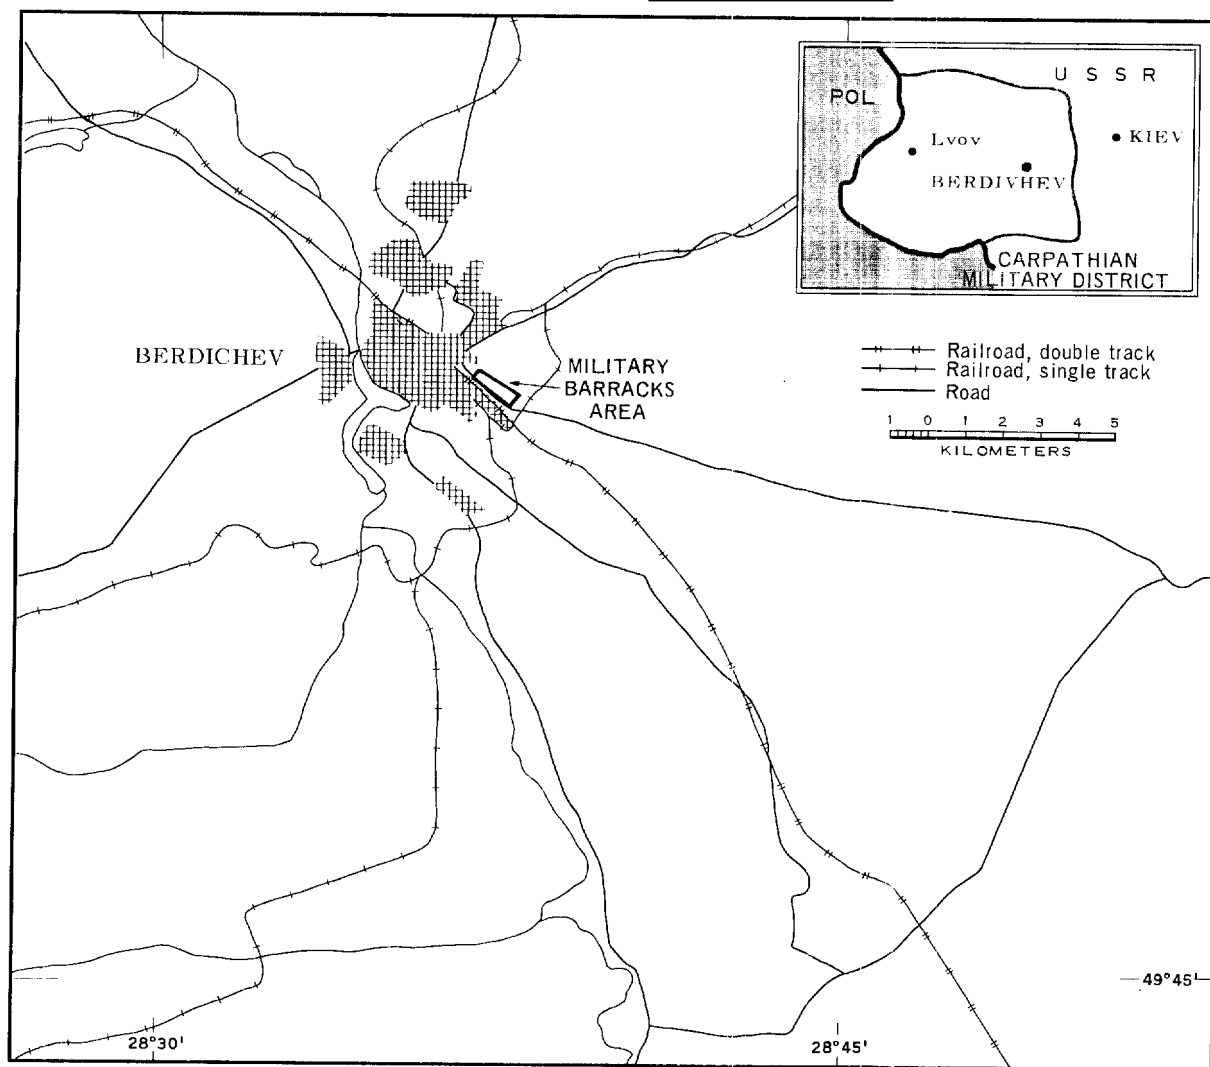 U S S R
POL
Lvov
KIEV
BERDIVHEV
CARPATHIAN
MILITARY DISTRICT
BERDICHEV
MILITARY
BARRACKS
AREA
Railroad, double track
Railroad, single track
Road
1 0 1 3 4 5
KILOMETERS
49°45'
28°30'
28°45'